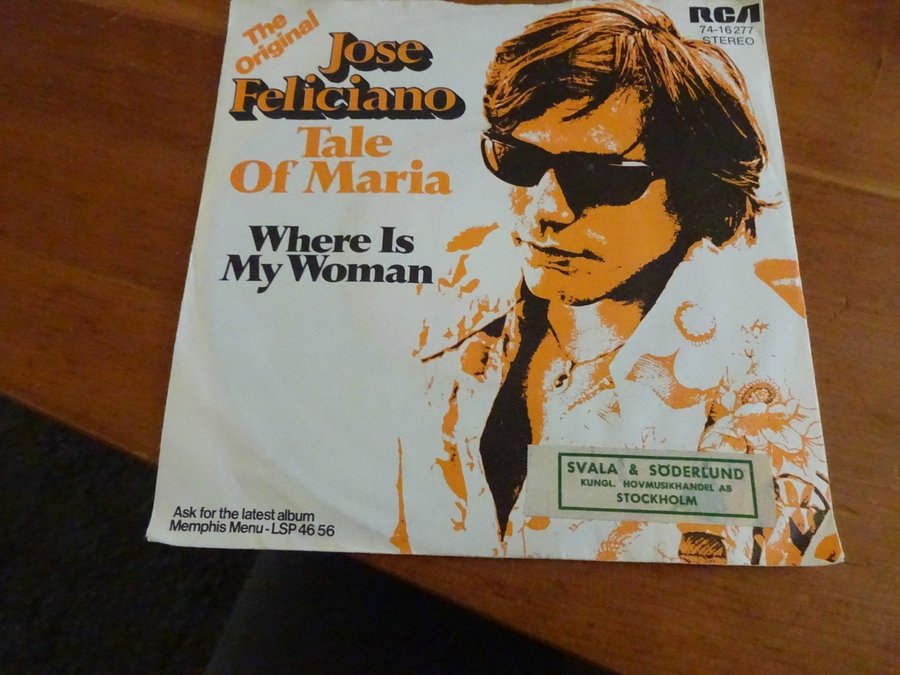 The
Original
Jose
Feliciano
Tale
Of Maria
Where Is
My Woman
RCA
74-16277
STEREO
SVALA & SÖDERLUND
KUNGL. HOVMUSIKHANDEL AB
STOCKHOLM
Ask for the latest album
Memphis Menu - LSP 46 56